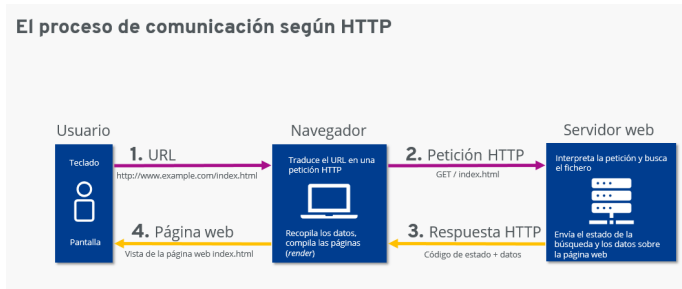 El proceso de comunicación según HTTP
Usuario
Navegador
Servidor web
Teclado
Pantalla
1. URL
http://www.example.com/index.html
Traduce el URL en una
petición HTTP
2. Petición HTTP
GET / index.html
Interpreta la petición y busca
el fichero
Envía el estado de la
búsqueda y los datos sobre
la página web
3. Respuesta HTTP
Código de estado + datos
Recopila los datos,
compila las páginas
(render)
4. Página web
Vista de la página web index.html